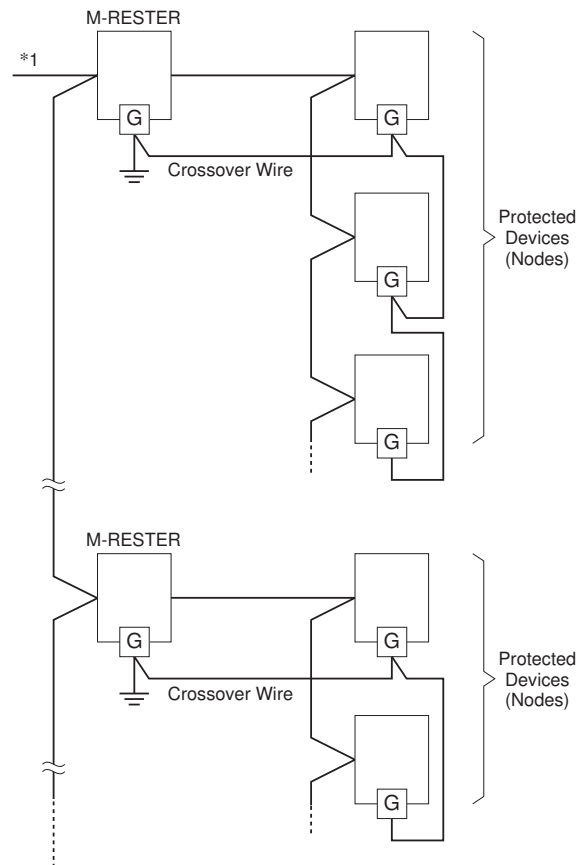 M-RESTER
*1
G
G
Crossover Wire
Protected
Devices
(Nodes)
G
G
M-RESTER
G
G
Crossover Wire
Protected
Devices
(Nodes)
G